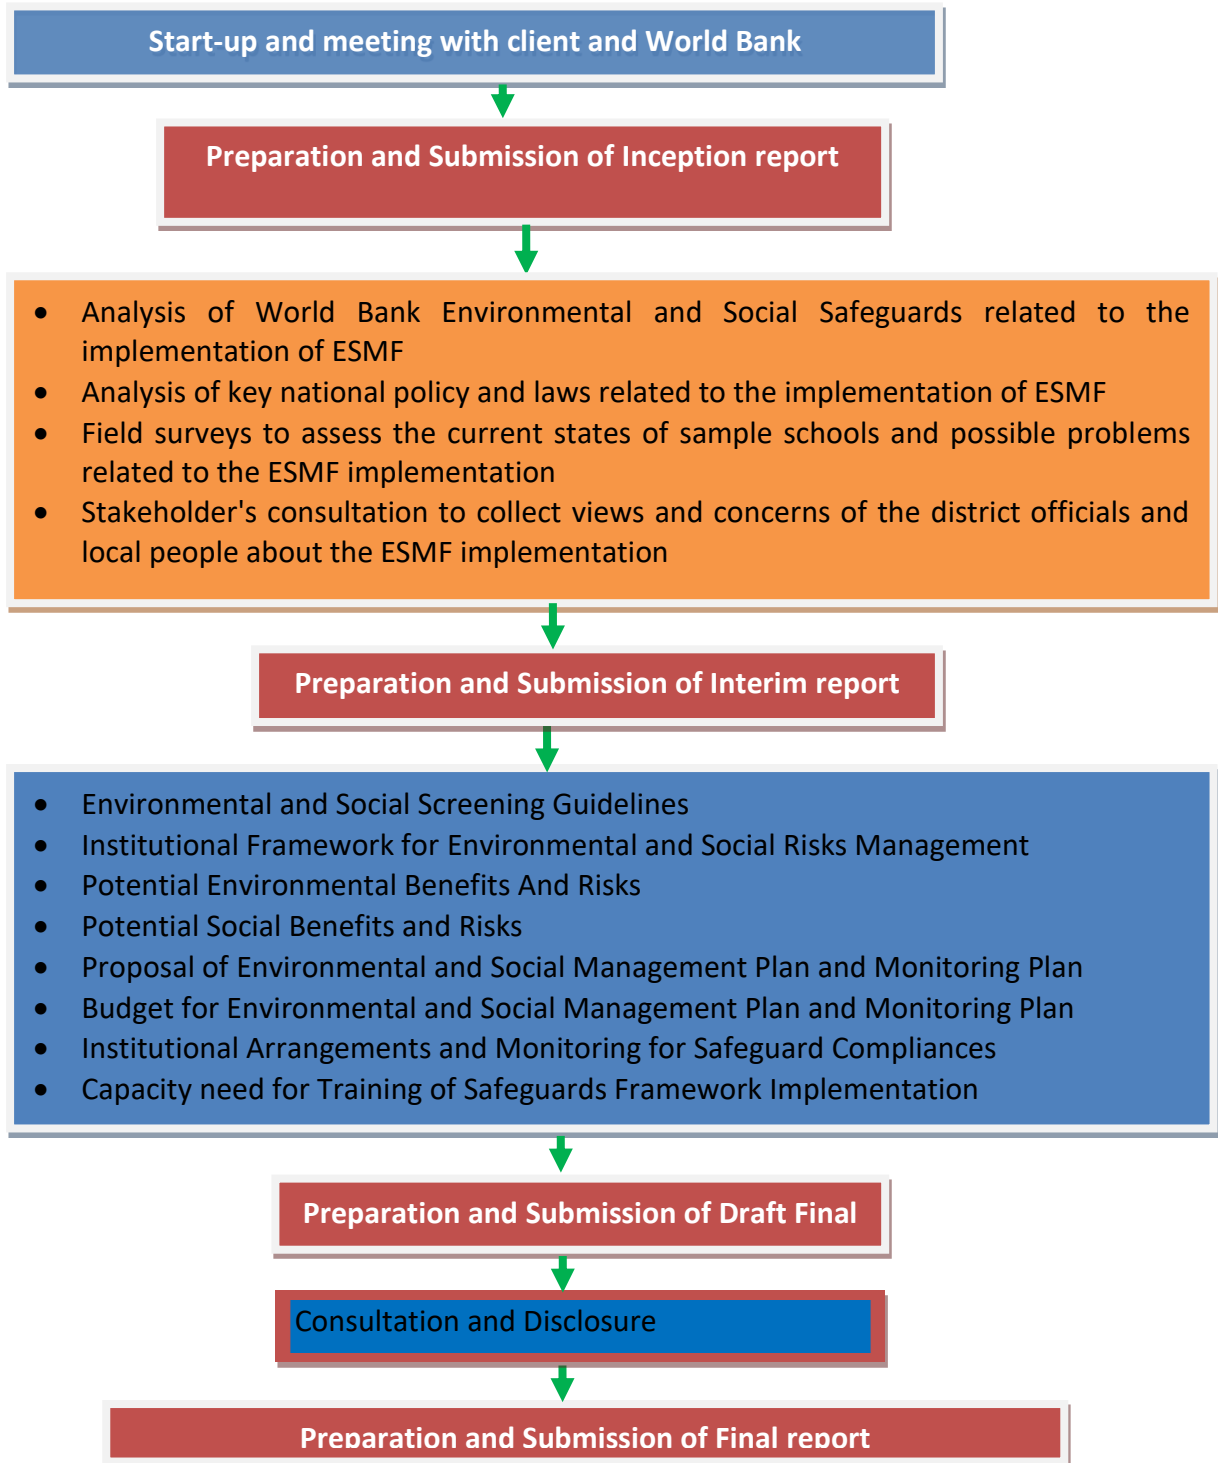 Start-up and meeting with client and World Bank
Preparation and Submission of Inception report
• Analysis of World Bank Environmental and Social Safeguards related to the
implementation of ESMF
• Analysis of key national policy and laws related to the implementation of ESMF
• Field surveys to assess the current states of sample schools and possible problems
related to the ESMF implementation
• Stakeholder's consultation to collect views and concerns of the district officials and
local people about the ESMF implementation
Preparation and Submission of Interim report
• Environmental and Social Screening Guidelines
• Institutional Framework for Environmental and Social Risks Management
• Potential Environmental Benefits And Risks
• Potential Social Benefits and Risks
• Proposal of Environmental and Social Management Plan and Monitoring Plan
• Budget for Environmental and Social Management Plan and Monitoring Plan
• Institutional Arrangements and Monitoring for Safeguard Compliances
• Capacity need for Training of Safeguards Framework Implementation
Preparation and Submission of Draft Final
Consultation and Disclosure
Preparation and Submission of Final report